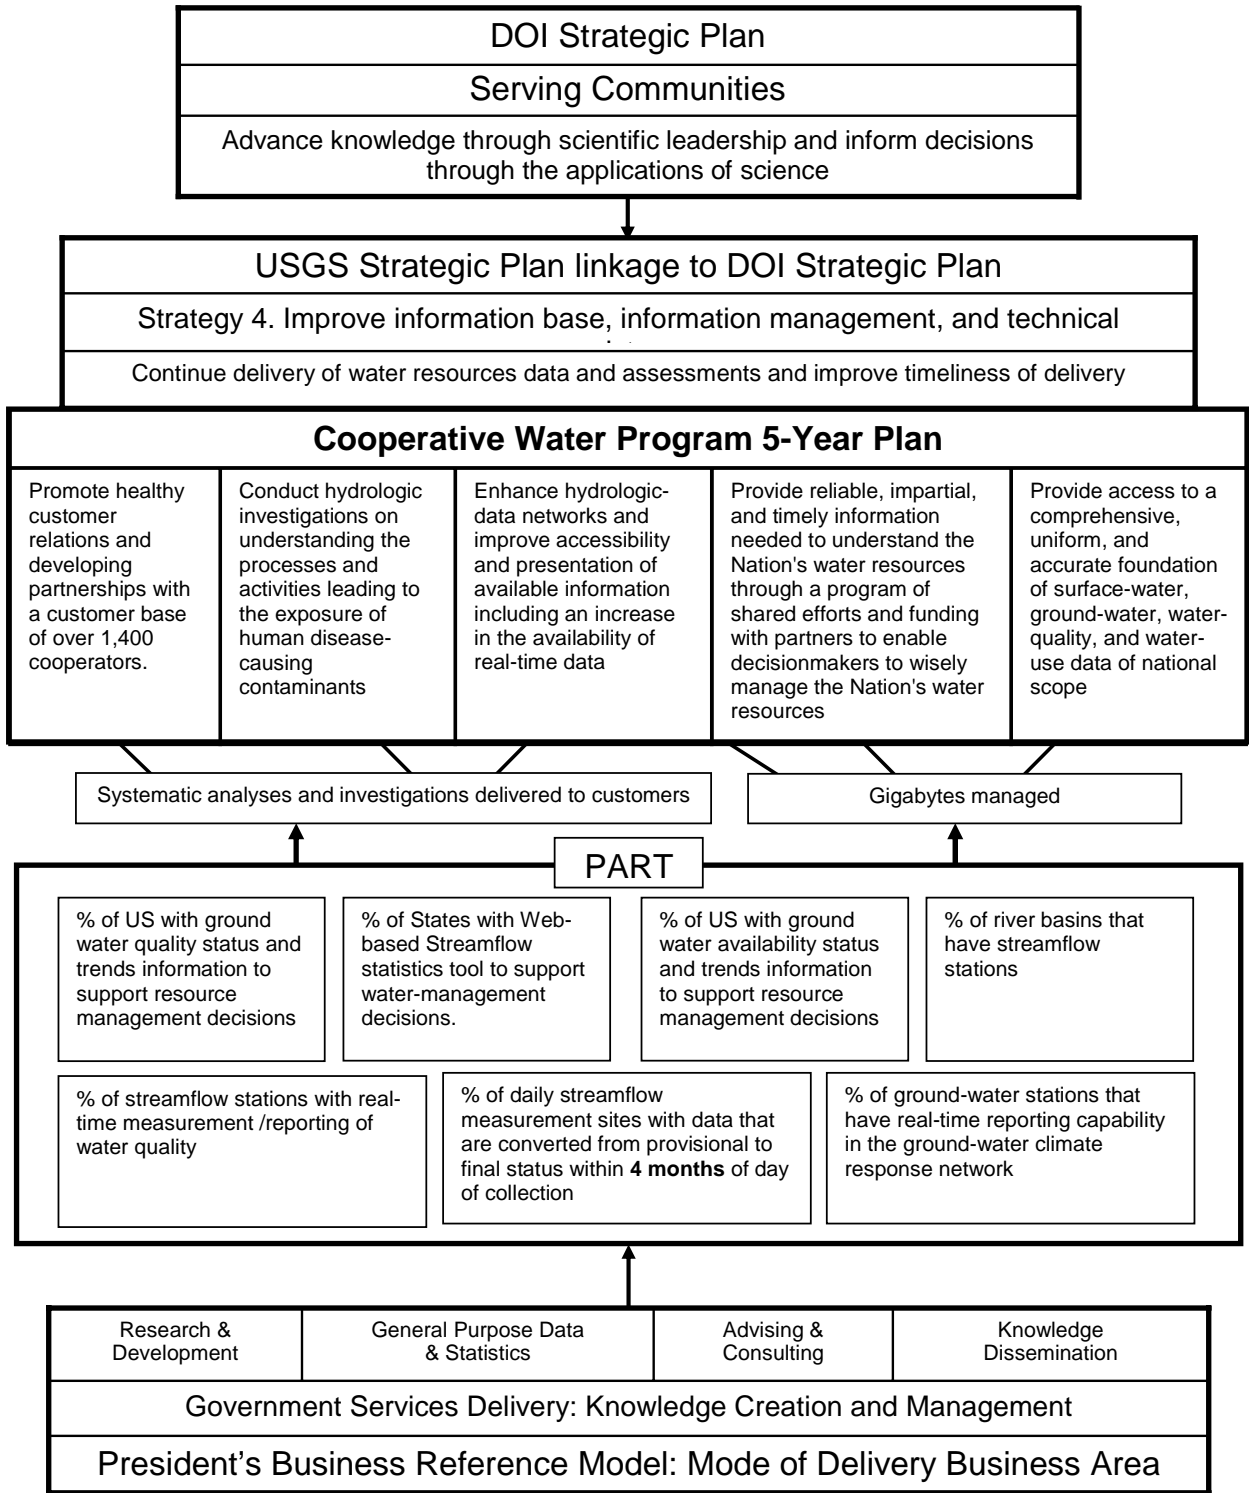 DOI Strategic Plan
Serving Communities
Advance knowledge through scientific leadership and inform decisions
through the applications of science
USGS Strategic Plan linkage to DOI Strategic Plan
Strategy 4. Improve information base, information management, and technical
Continue delivery of water resources data and assessments and improve timeliness of delivery
Cooperative Water Program 5-Year Plan
Promote healthy
customer
relations and
developing
partnerships with
a customer base
of over 1,400
cooperators.
Conduct hydrologic
investigations on
understanding the
processes and
activities leading to
the exposure of
human disease-
causing
contaminants
Enhance hydrologic-
data networks and
improve accessibility
and presentation of
available information
including an increase
in the availability of
real-time data
Provide reliable, impartial,
and timely information
needed to understand the
Nation's water resources
through a program of
shared efforts and funding
with partners to enable
decisionmakers to wisely
manage the Nation's water
resources
Provide access to a
comprehensive,
uniform, and
accurate foundation
of surface-water,
ground-water, water-
quality, and water-
use data of national
scope
Systematic analyses and investigations delivered to customers
Gigabytes managed
PART
% of US with ground
water quality status and
trends information to
support resource
management decisions
% of States with Web-
based Streamflow
statistics tool to support
water-management
decisions.
% of US with ground
water availability status
and trends information
to support resource
management decisions
% of river basins that
have streamflow
stations
% of streamflow stations with real-
time measurement /reporting of
water quality
% of daily streamflow
measurement sites with data that
are converted from provisional to
final status within 4 months of day
of collection
% of ground-water stations that
have real-time reporting capability
in the ground-water climate
response network
Research &
Development
General Purpose Data
& Statistics
Advising &
Consulting
Knowledge
Dissemination
Government Services Delivery: Knowledge Creation and Management
President's Business Reference Model: Mode of Delivery Business Area